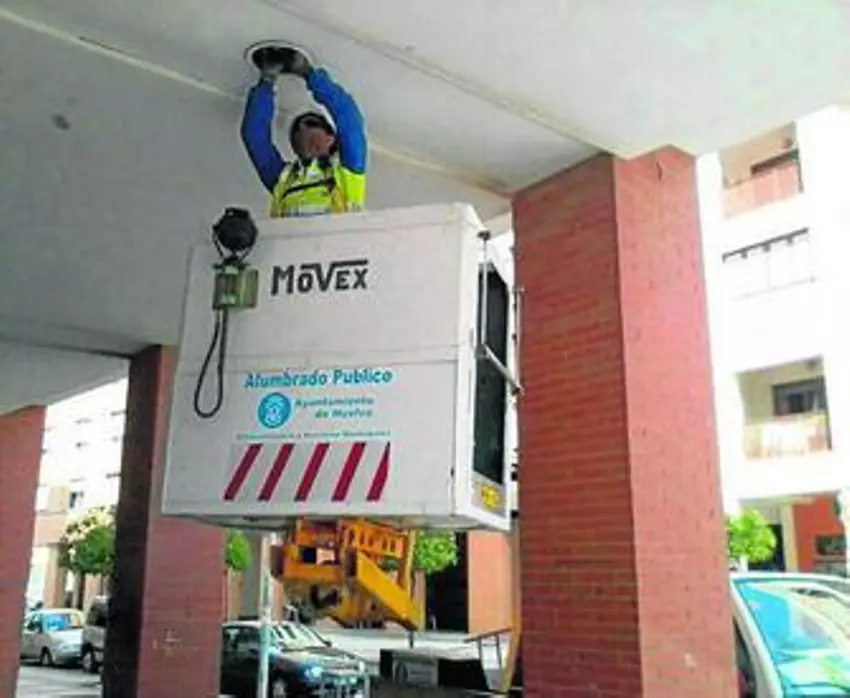 MOVEX
Alumbrado Publico
Ayuntamiento
de Huelva